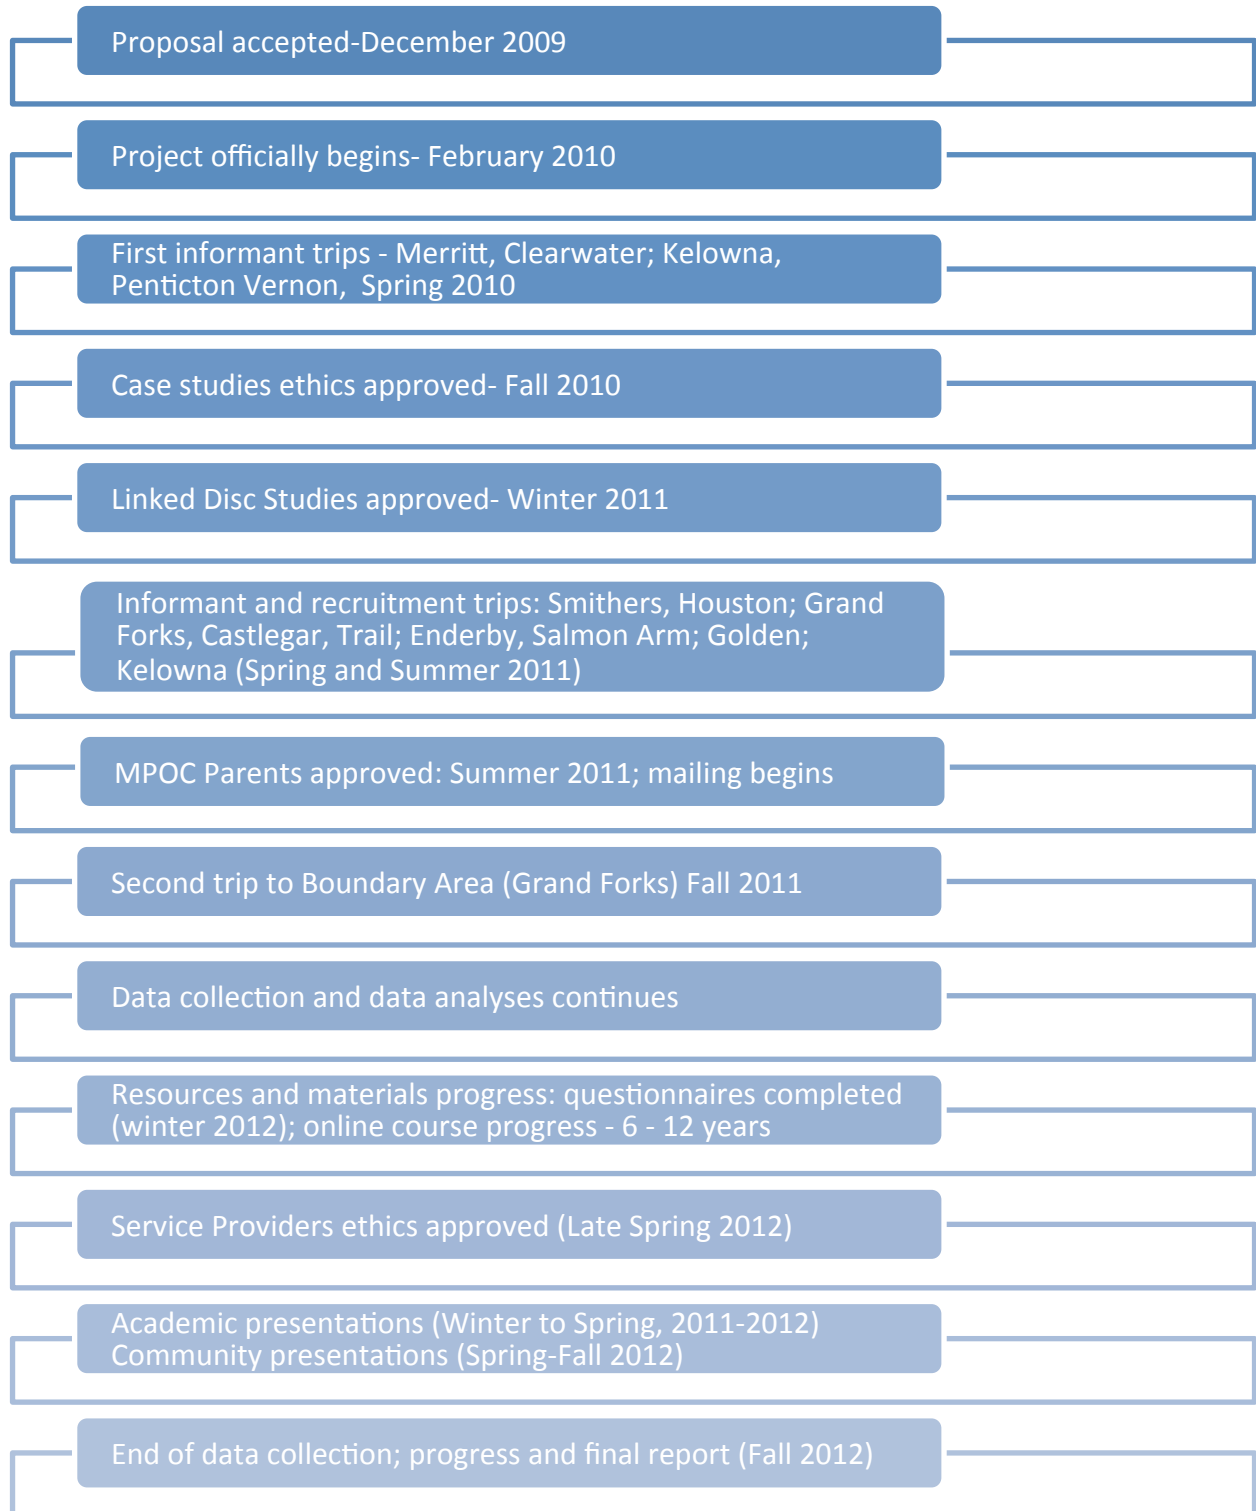 Proposal accepted-December 2009
Project officially begins- February 2010
First informant trips - Merritt, Clearwater; Kelowna,
Penticton Vernon,  Spring 2010
Case studies ethics approved- Fall 2010
Linked Disc Studies approved- Winter 2011
Informant and recruitment trips: Smithers, Houston; Grand
Forks, Castlegar, Trail; Enderby, Salmon Arm; Golden;
Kelowna (Spring and Summer 2011)
MPOC Parents approved: Summer 2011; mailing begins
Second trip to Boundary Area (Grand Forks) Fall 2011
Data collection and data analyses continues
Resources and materials progress: questionnaires completed
(winter 2012); online course progress - 6 - 12 years
Service Providers ethics approved (Late Spring 2012)
Academic presentations (Winter to Spring, 2011-2012)
Community presentations (Spring-Fall 2012)
End of data collection; progress and final report (Fall 2012)